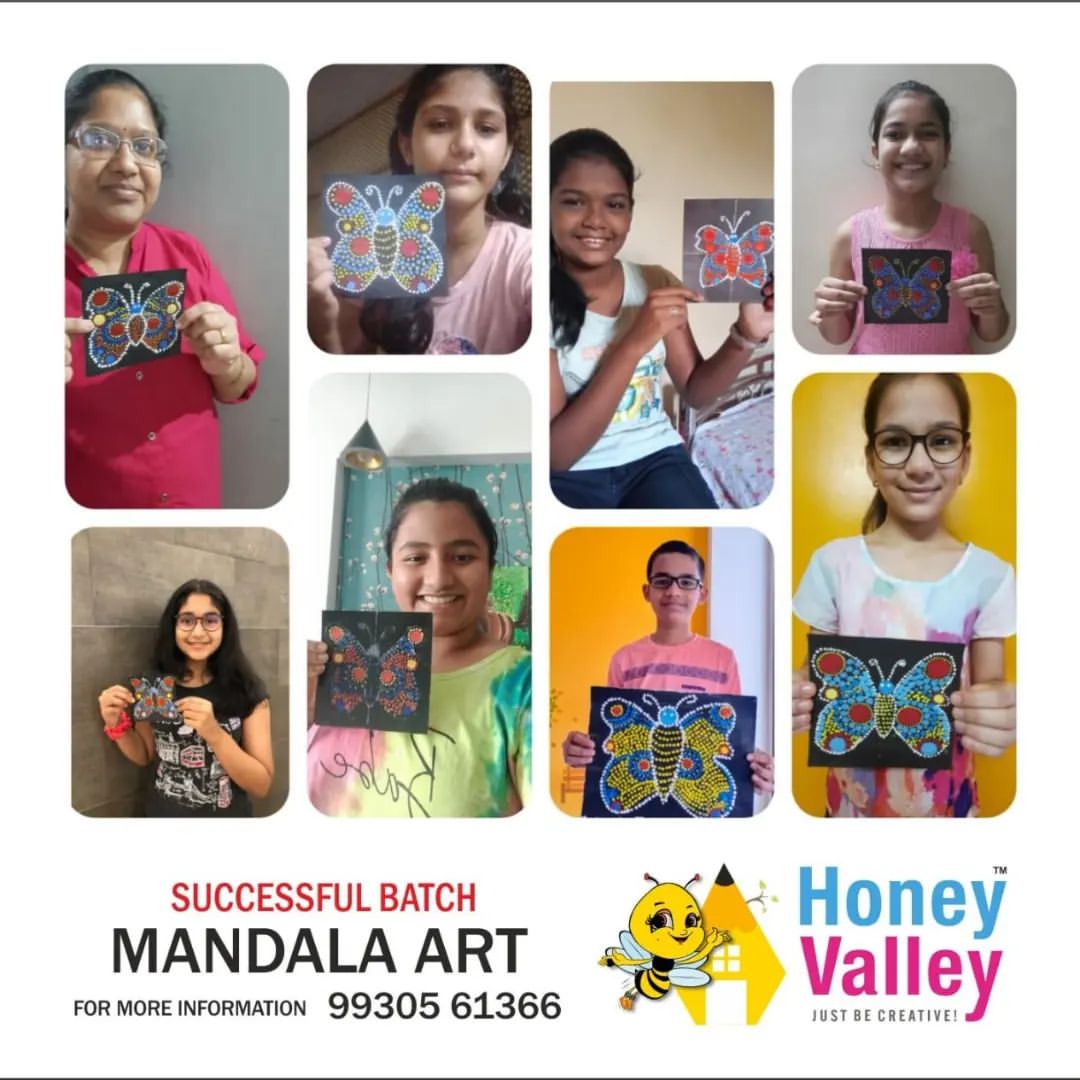 SUCCESSFUL BATCH
MANDALA ART
FOR MORE INFORMATION 99305 61366
Honey™
Valley
JUST BE CREATIVE!